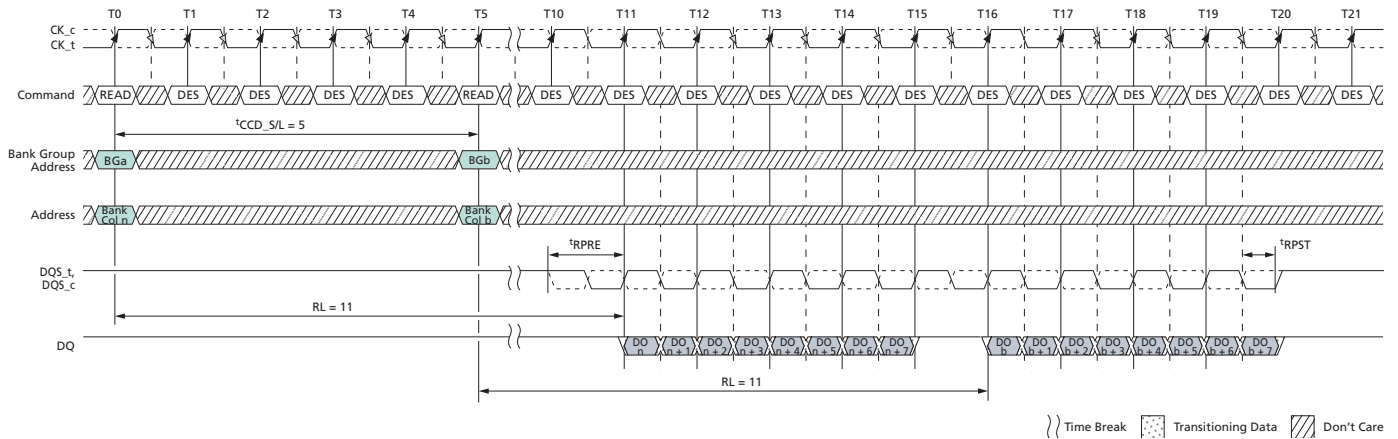 T0 T1 T2 T3 T4 T5 T10 T11 T12 T13 T14 T15 T16 T17 T18 T19 T20 T21
CK_c
CK_t
Command READ DES DES DES DES READ DES DES DES DES DES DES DES DES DES DES DES DES
tCCD_S/L = 5
Bank Group
Address
BGa BGb
Address
Bank
Col n
Bank
Col b
tRPRE tRPST
DQS_t,
DQS_c
RL = 11
DQ
DO
n
DO
n + 1
DO
n + 2
DO
n + 3
DO
n + 4
DO
n + 5
DO
n + 6
DO
n + 7
DO
b
DO
b + 1
DO
b + 2
DO
b + 3
DO
b + 4
DO
b + 5
DO
b + 6
DO
b + 7
RL = 11
Time Break Transitioning Data Don't Care